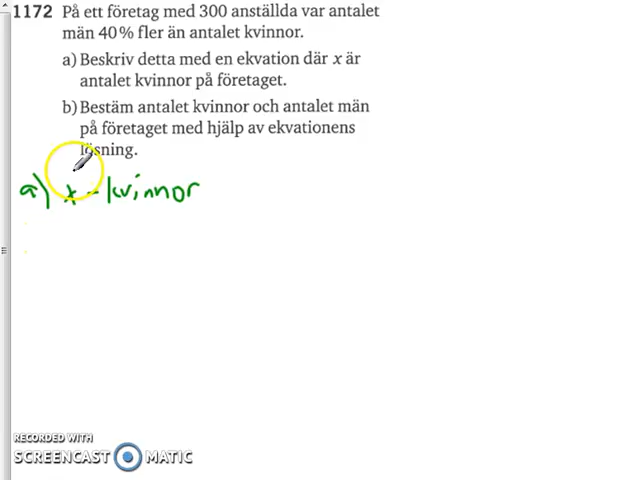 1172 På ett företag med 300 anställda var antalet
män 40 % fler än antalet kvinnor.
a) Beskriv detta med en ekvation där x är
antalet kvinnor på företaget.
b) Bestäm antalet kvinnor och antalet män
på företaget med hjälp av ekvationens
lösning.
a) x - kvinnor
RECORDED WITH
SCREENCAST MATIC